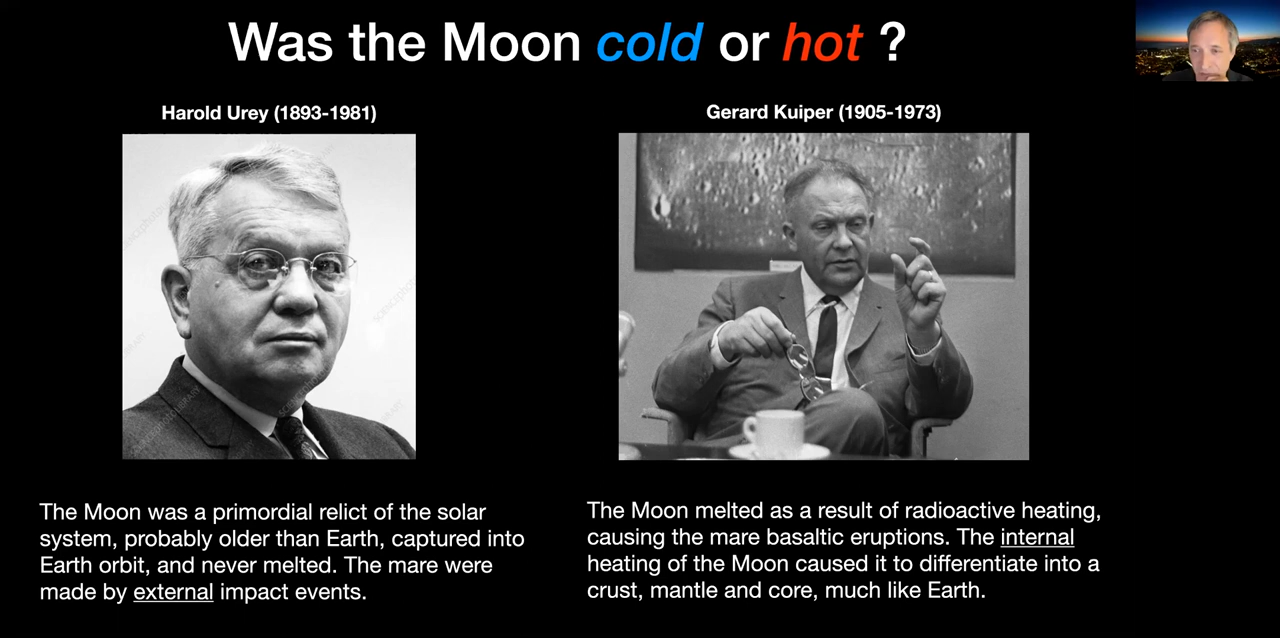 Was the Moon cold or hot ?
Harold Urey (1893-1981)
Gerard Kuiper (1905-1973)
The Moon was a primordial relict of the solar
system, probably older than Earth, captured into
Earth orbit, and never melted. The mare were
made by external impact events.
The Moon melted as a result of radioactive heating,
causing the mare basaltic eruptions. The internal
heating of the Moon caused it to differentiate into a
crust, mantle and core, much like Earth.